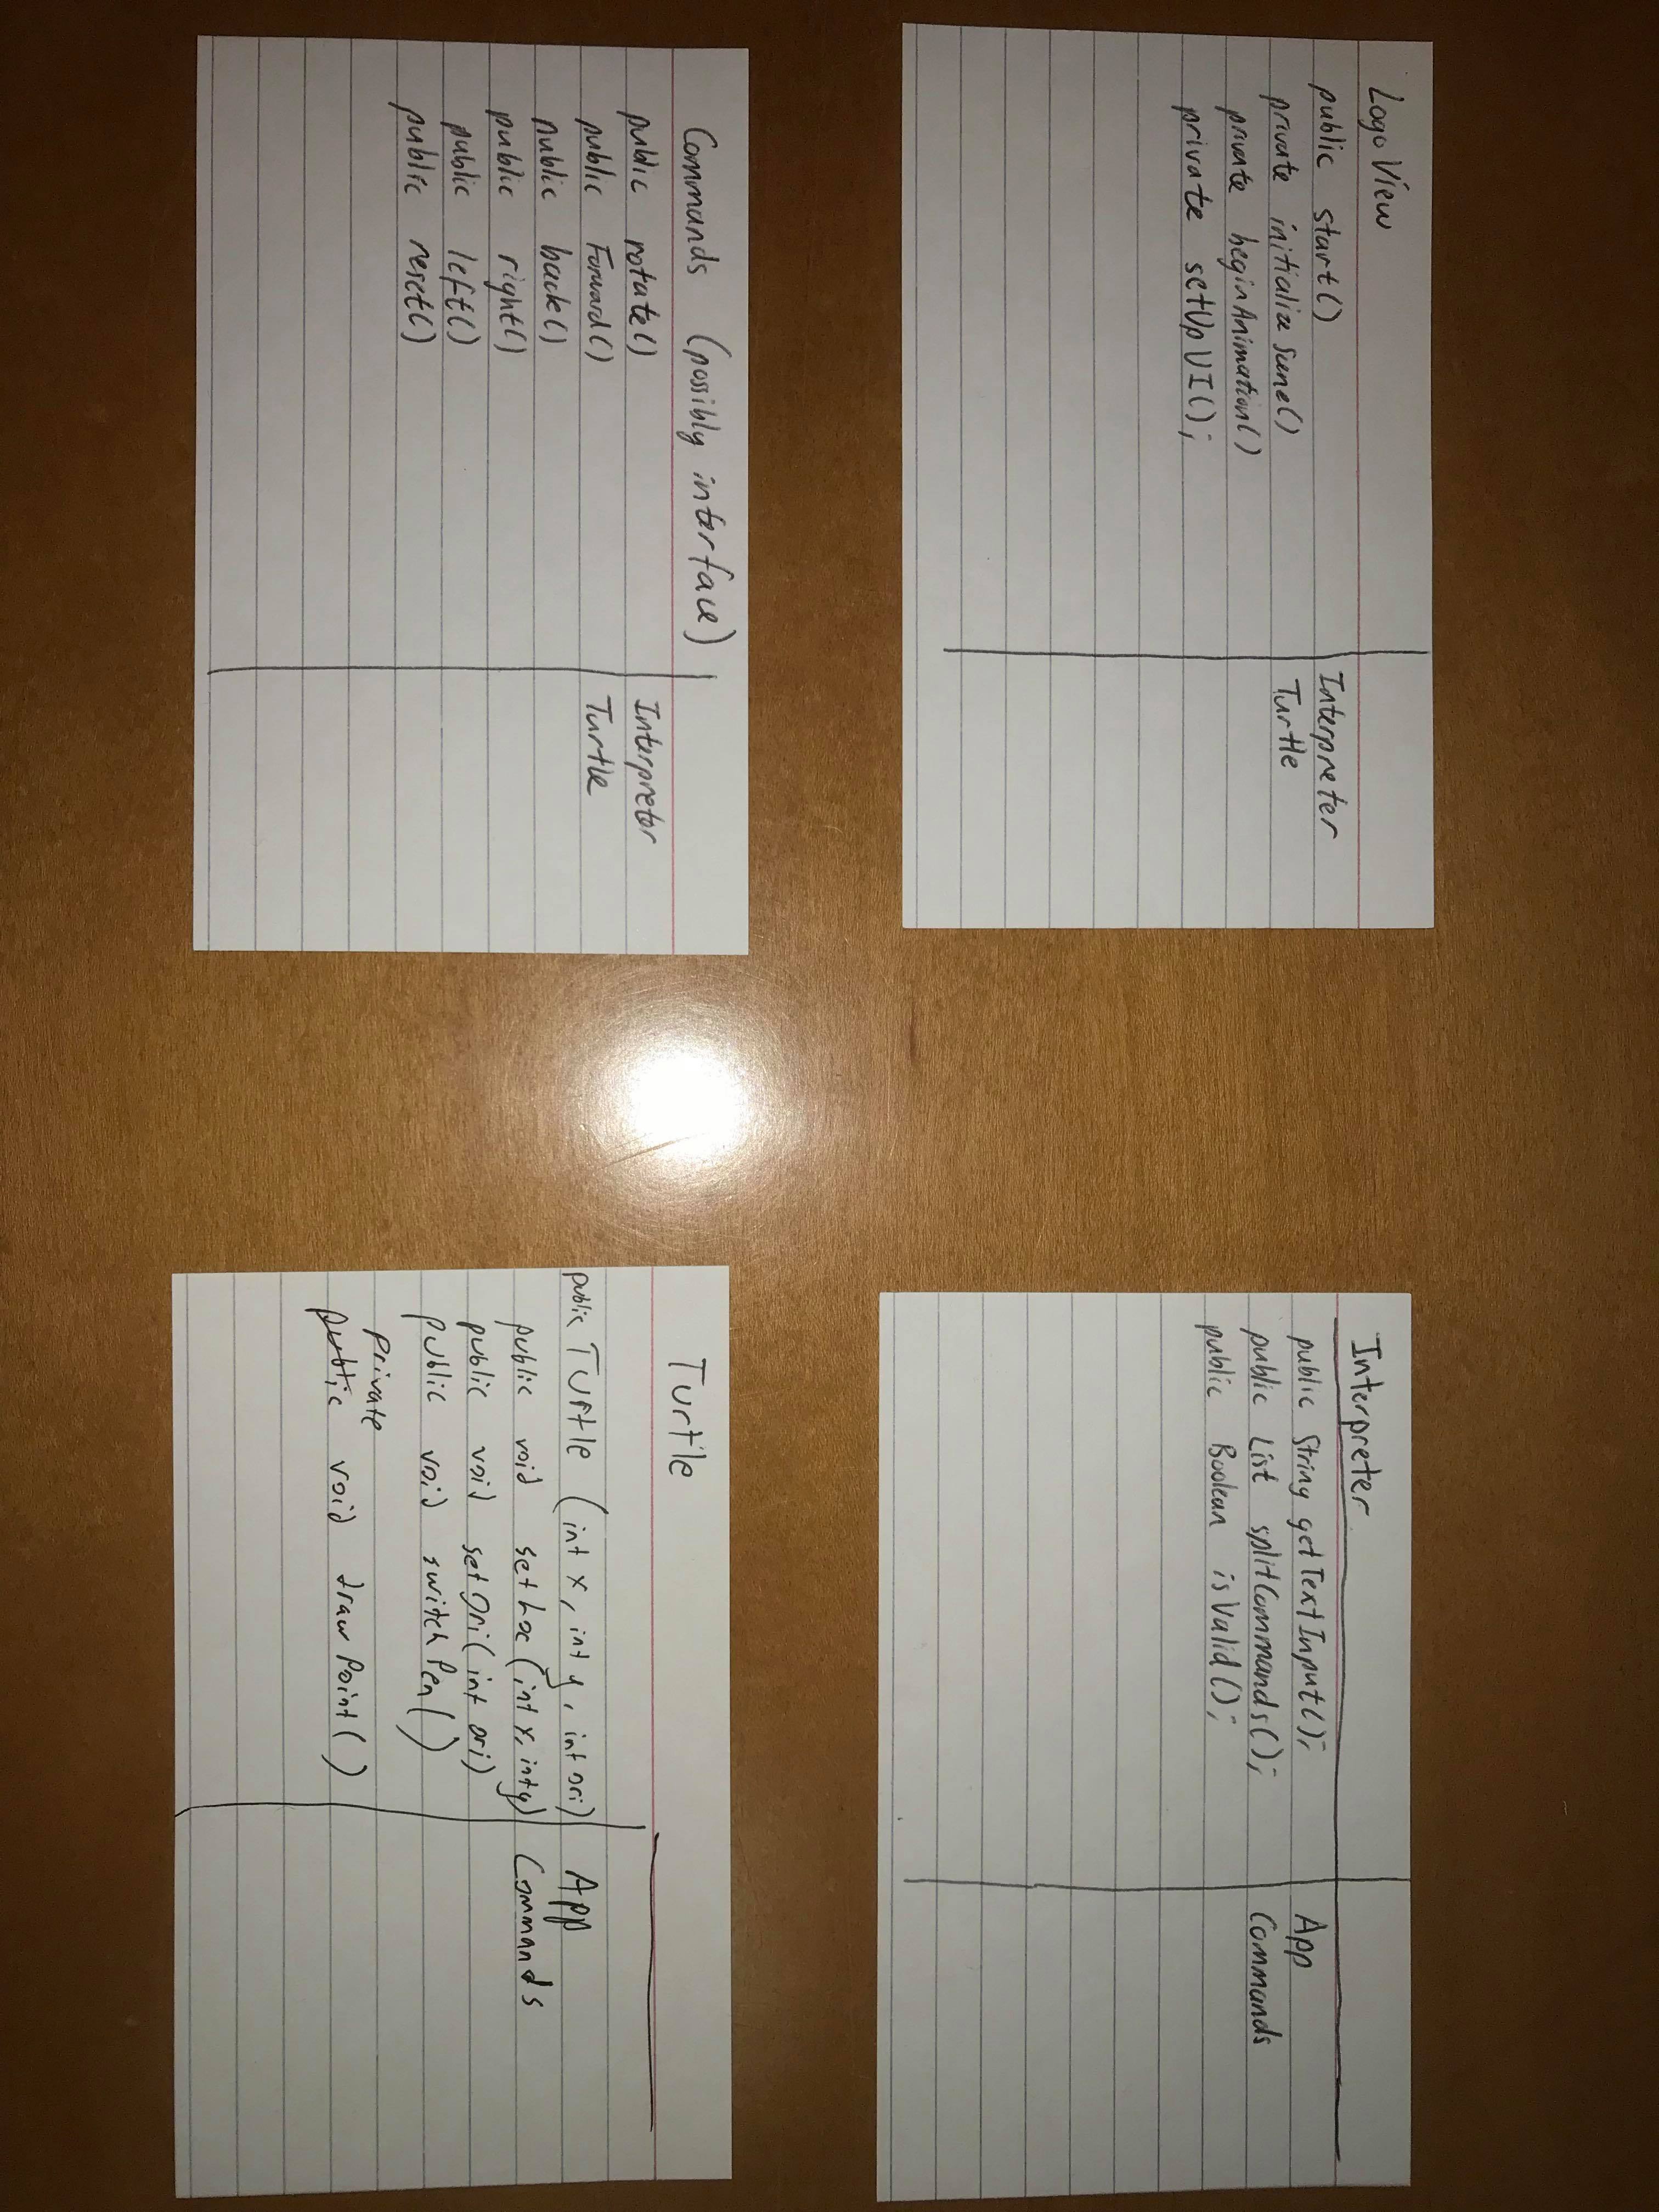 Logo View
public start()
private initialize Scene()
private beginAnimation()
private setUpUI();
Interpreter
Turtle
Interpreter
public String getTextInput();
public List splitCommands();
public Boolean isValid();
App
Commands
Commands (possibly interface)
public rotate()
public Forward()
public back()
public right()
public left()
public reset()
Interpretor
Turtle
Turtle
public Turtle (int x, int y, int ori)
public void setLoc (int x, int y)
public void setOri (int ori)
public void switchPen()
private
public void drawPoint()
App
Commands